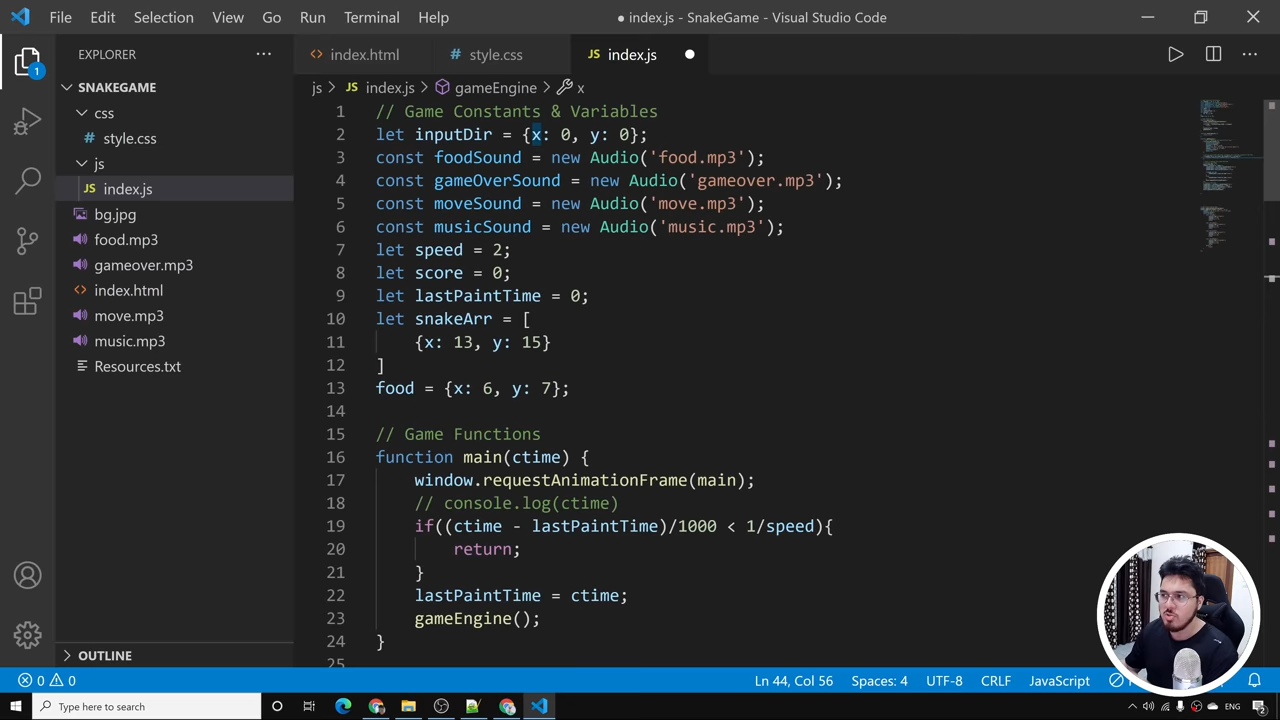 File Edit Selection View Go Run Terminal Help
● index.js - SnakeGame - Visual Studio Code
EXPLORER
1
SNAKEGAME
css
# style.css
js
JS index.js
bg.jpg
food.mp3
gameover.mp3
<> index.html
move.mp3
music.mp3
Resources.txt
OUTLINE
<> index.html # style.css JS index.js
js > JS index.js > gameEngine > x
1 // Game Constants & Variables
2 let inputDir = {x: 0, y: 0};
3 const foodSound = new Audio('food.mp3');
4 const gameOverSound = new Audio('gameover.mp3');
5 const moveSound = new Audio('move.mp3');
6 const musicSound = new Audio('music.mp3');
7 let speed = 2;
8 let score = 0;
9 let lastPaintTime = 0;
10 let snakeArr = [
11 {x: 13, y: 15}
12 ]
13 food = {x: 6, y: 7};
14
15 // Game Functions
16 function main(ctime) {
17 window.requestAnimationFrame(main);
18 // console.log(ctime)
19 if((ctime - lastPaintTime)/1000 < 1/speed){
20 return;
21 }
22 lastPaintTime = ctime;
23 gameEngine();
24 }
25
0 0 Ln 44, Col 56 Spaces: 4 UTF-8 CRLF JavaScript
Type here to search ENG 2